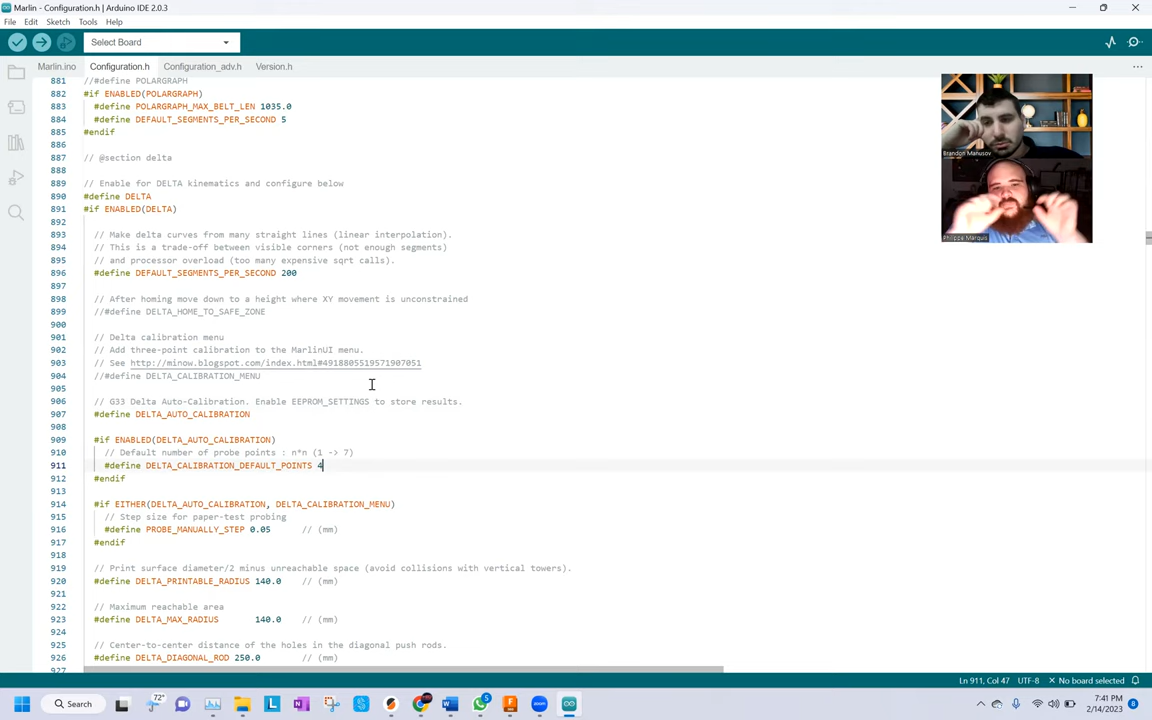 Marlin - Configuration.h | Arduino IDE 2.0.3
File Edit Sketch Tools Help
Select Board
Marlin.ino Configuration.h Configuration_adv.h Version.h
881 //#define POLARGRAPH
882 #if ENABLED(POLARGRAPH)
883 #define POLARGRAPH_MAX_BELT_LEN 1035.0
884 #define DEFAULT_SEGMENTS_PER_SECOND 5
885 #endif
886
887 // @section delta
888
889 // Enable for DELTA kinematics and configure below
890 #define DELTA
891 #if ENABLED(DELTA)
892
893 // Make delta curves from many straight lines (linear interpolation).
894 // This is a trade-off between visible corners (not enough segments)
895 // and processor overload (too many expensive sqrt calls).
896 #define DEFAULT_SEGMENTS_PER_SECOND 200
897
898 // After homing move down to a height where XY movement is unconstrained
899 //#define DELTA_HOME_TO_SAFE_ZONE
900
901 // Delta calibration menu
902 // Add three-point calibration to the MarlinUI menu.
903 // See http://minow.blogspot.com/index.html#4918805519571907051
904 //#define DELTA_CALIBRATION_MENU
905
906 // G33 Delta Auto-Calibration. Enable EEPROM_SETTINGS to store results.
907 #define DELTA_AUTO_CALIBRATION
908
909 #if ENABLED(DELTA_AUTO_CALIBRATION)
910 // Default number of probe points : n*n (1 -> 7)
911 #define DELTA_CALIBRATION_DEFAULT_POINTS 4
912 #endif
913
914 #if EITHER(DELTA_AUTO_CALIBRATION, DELTA_CALIBRATION_MENU)
915 // Step size for paper-test probing
916 #define PROBE_MANUALLY_STEP 0.05 // (mm)
917 #endif
918
919 // Print surface diameter/2 minus unreachable space (avoid collisions with vertical towers).
920 #define DELTA_PRINTABLE_RADIUS 140.0 // (mm)
921
922 // Maximum reachable area
923 #define DELTA_MAX_RADIUS 140.0 // (mm)
924
925 // Center-to-center distance of the holes in the diagonal push rods.
926 #define DELTA_DIAGONAL_ROD 250.0 // (mm)
927
Brandon Manusov
Philippe Marquis
Ln 911, Col 47 UTF-8 No board selected
Search
72°
5
7:41 PM
2/14/2023
8